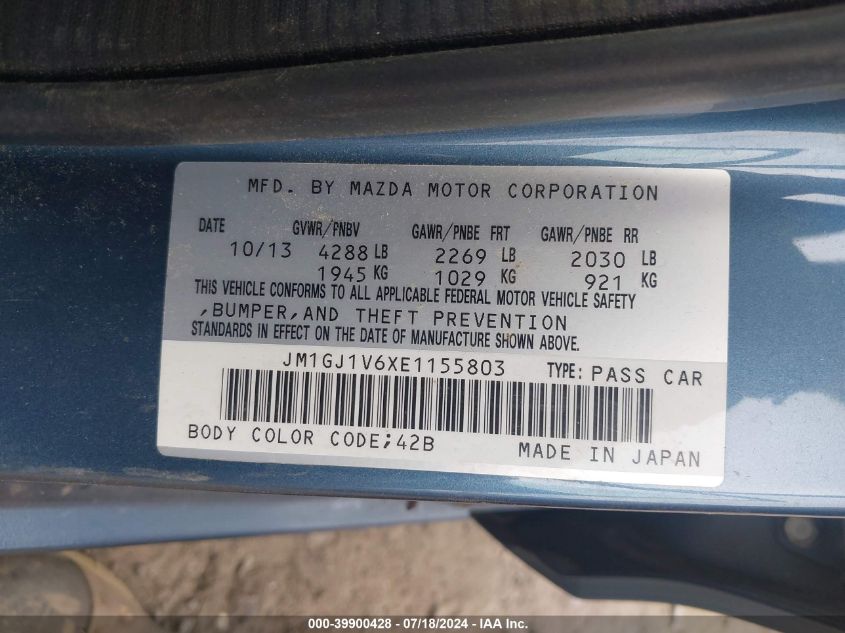 MFD. BY MAZDA MOTOR CORPORATION
DATE GVWR/PNBV GAWR/PNBE FRT GAWR/PNBE RR
10/13 4288 LB 2269 LB 2030 LB
1945 KG 1029 KG 921 KG
THIS VEHICLE CONFORMS TO ALL APPLICABLE FEDERAL MOTOR VEHICLE SAFETY
,BUMPER,AND THEFT PREVENTION
STANDARDS IN EFFECT ON THE DATE OF MANUFACTURE SHOWN ABOVE.
JM1GJ1V6XE1155803 TYPE: PASS CAR
BODY COLOR CODE;42B
MADE IN JAPAN
000-39900428 - 07/18/2024 - IAA Inc.